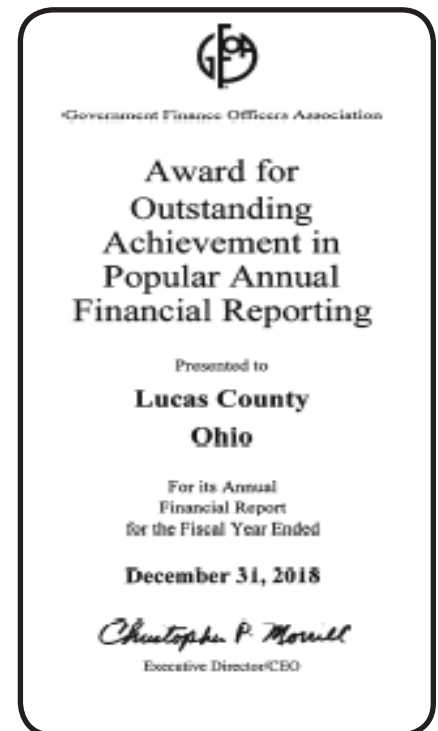 GFOA
Government Finance Officers Association
Award for
Outstanding
Achievement in
Popular Annual
Financial Reporting
Presented to
Lucas County
Ohio
For its Annual
Financial Report
for the Fiscal Year Ended
December 31, 2018
Christopher P. Morrill
Executive Director/CEO